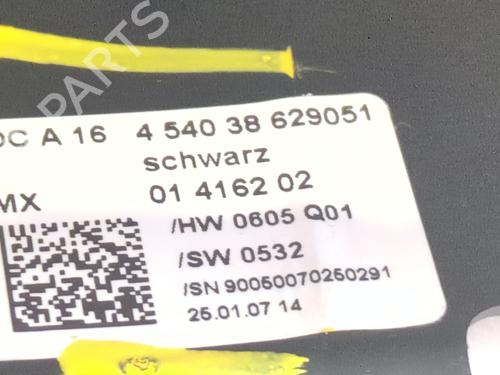 B PARTS
A 16 4 540 38 629051
schwarz
01 4162 02
MX
/HW 0605 Q01
/SW 0532
/SN 90050070250291
25.01.07 14